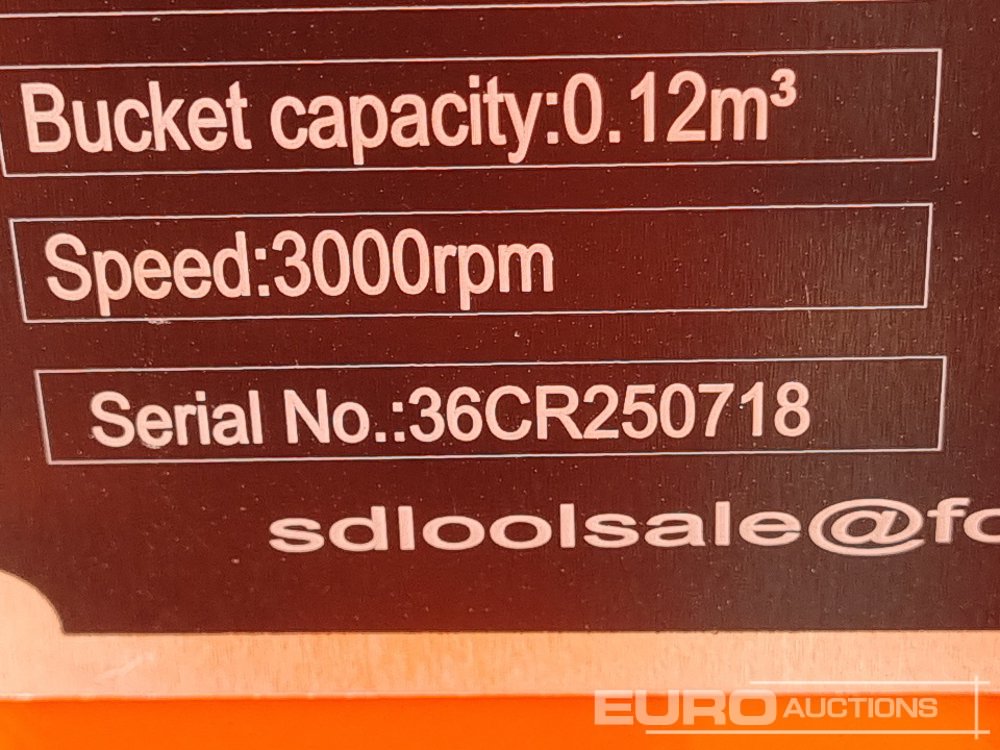 Bucket capacity:0.12m³
Speed:3000rpm
Serial No.:36CR250718
sdloolsale@fo
EURO AUCTIONS